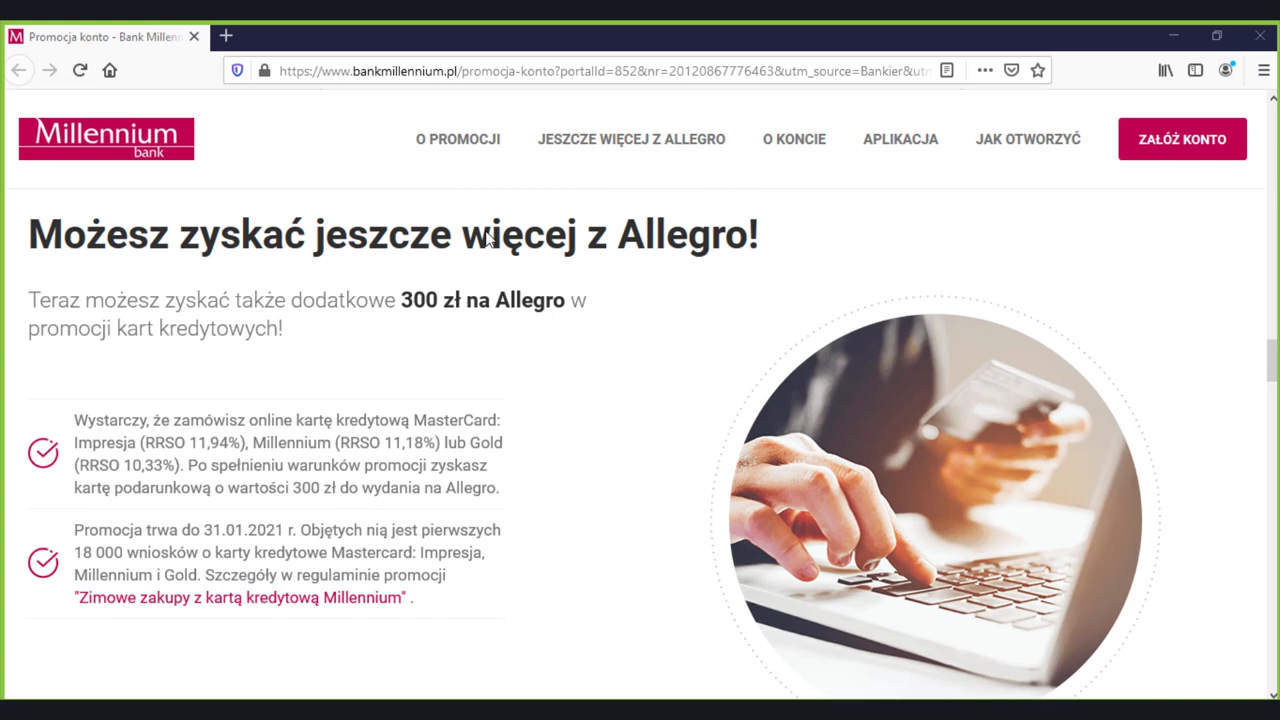 Promocja konto - Bank Millenn
https://www.bankmillennium.pl/promocja-konto?portalId=852&nr=20120867776463&utm_source=Bankier&utm
Millennium
bank
O PROMOCJI
JESZCZE WIĘCEJ Z ALLEGRO
O KONCIE
APLIKACJA
JAK OTWORZYĆ
ZAŁÓŻ KONTO
Możesz zyskać jeszcze więcej z Allegro!
Teraz możesz zyskać także dodatkowe 300 zł na Allegro w
promocji kart kredytowych!
Wystarczy, że zamówisz online kartę kredytową MasterCard:
Impresja (RRSO 11,94%), Millennium (RRSO 11,18%) lub Gold
(RRSO 10,33%). Po spełnieniu warunków promocji zyskasz
kartę podarunkową o wartości 300 zł do wydania na Allegro.
Promocja trwa do 31.01.2021 r. Objętych nią jest pierwszych
18 000 wniosków o karty kredytowe Mastercard: Impresja,
Millennium i Gold. Szczegóły w regulaminie promocji
"Zimowe zakupy z kartą kredytową Millennium" .